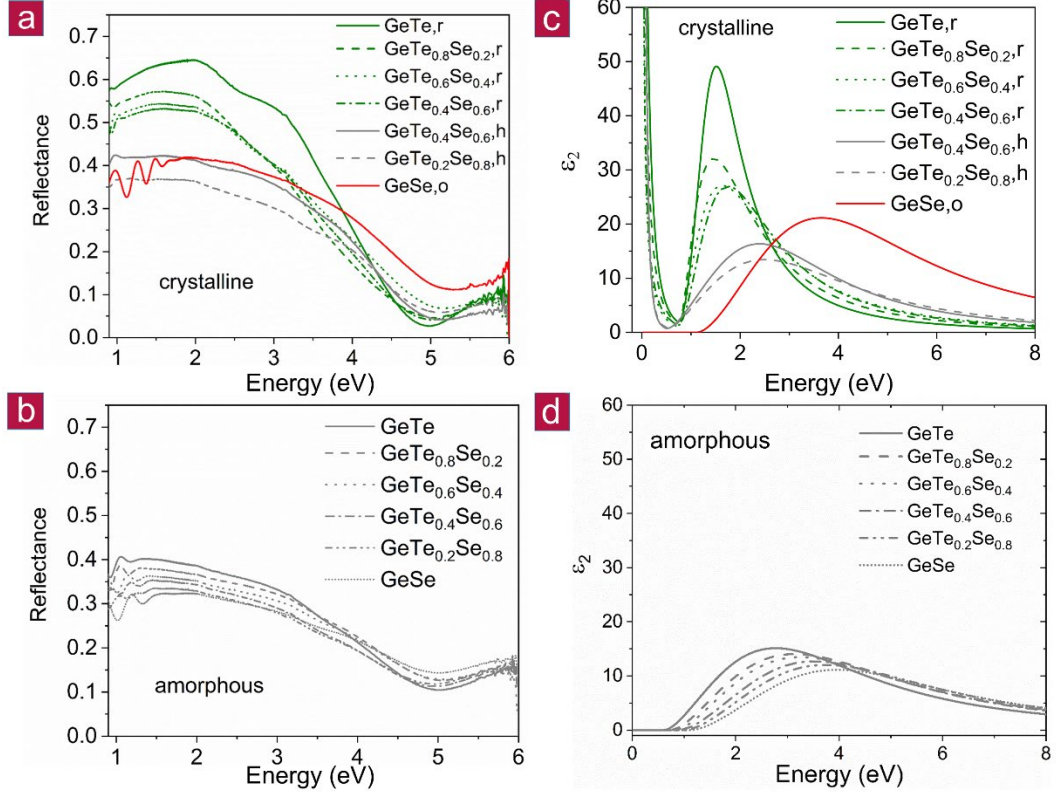 a
0.7
0.6
0.5
0.4
0.3
0.2
0.1
0.0
Reflectance
crystalline
1 2 3 4 5 6
Energy (eV)
GeTe,r
GeTe0.8Se0.2,r
GeTe0.6Se0.4,r
GeTe0.4Se0.6,r
GeTe0.4Se0.6,h
GeTe0.2Se0.8,h
GeSe,o
c
60
50
40
30
20
10
0
ε2
crystalline
0 2 4 6 8
Energy (eV)
GeTe,r
GeTe0.8Se0.2,r
GeTe0.6Se0.4,r
GeTe0.4Se0.6,r
GeTe0.4Se0.6,h
GeTe0.2Se0.8,h
GeSe,o
b
0.7
0.6
0.5
0.4
0.3
0.2
0.1
0.0
Reflectance
amorphous
1 2 3 4 5 6
Energy (eV)
GeTe
GeTe0.8Se0.2
GeTe0.6Se0.4
GeTe0.4Se0.6
GeTe0.2Se0.8
GeSe
d
60
50
40
30
20
10
0
ε2
amorphous
0 2 4 6 8
Energy (eV)
GeTe
GeTe0.8Se0.2
GeTe0.6Se0.4
GeTe0.4Se0.6
GeTe0.2Se0.8
GeSe